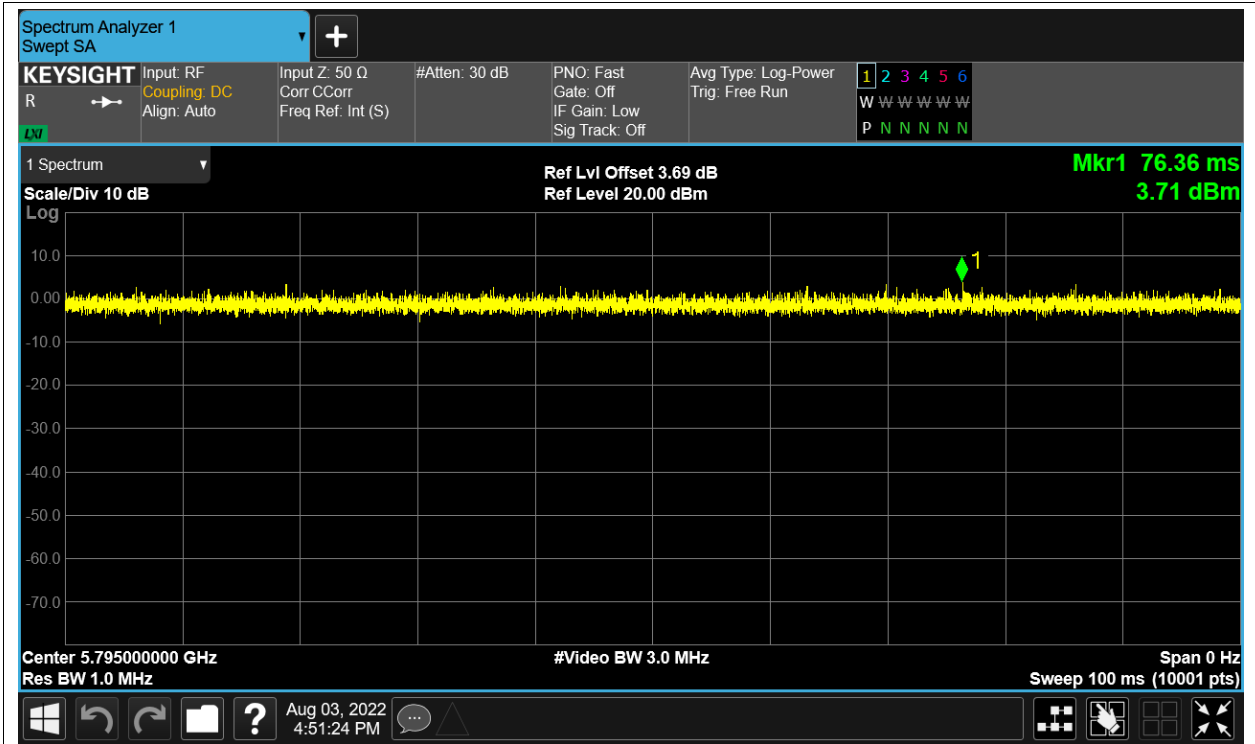 Spectrum Analyzer 1
Swept SA
KEYSIGHT
R
LXI
Input: RF
Coupling: DC
Align: Auto
Input Z: 50 Ω
Corr CCorr
Freq Ref: Int (S)
#Atten: 30 dB
PNO: Fast
Gate: Off
IF Gain: Low
Sig Track: Off
Avg Type: Log-Power
Trig: Free Run
1 2 3 4 5 6
W W W W W W
P N N N N N
1 Spectrum
Scale/Div 10 dB
Log
Ref Lvl Offset 3.69 dB
Ref Level 20.00 dBm
Mkr1 76.36 ms
3.71 dBm
1
10.0
0.00
-10.0
-20.0
-30.0
-40.0
-50.0
-60.0
-70.0
Center 5.795000000 GHz
Res BW 1.0 MHz
#Video BW 3.0 MHz
Span 0 Hz
Sweep 100 ms (10001 pts)
?
Aug 03, 2022
4:51:24 PM